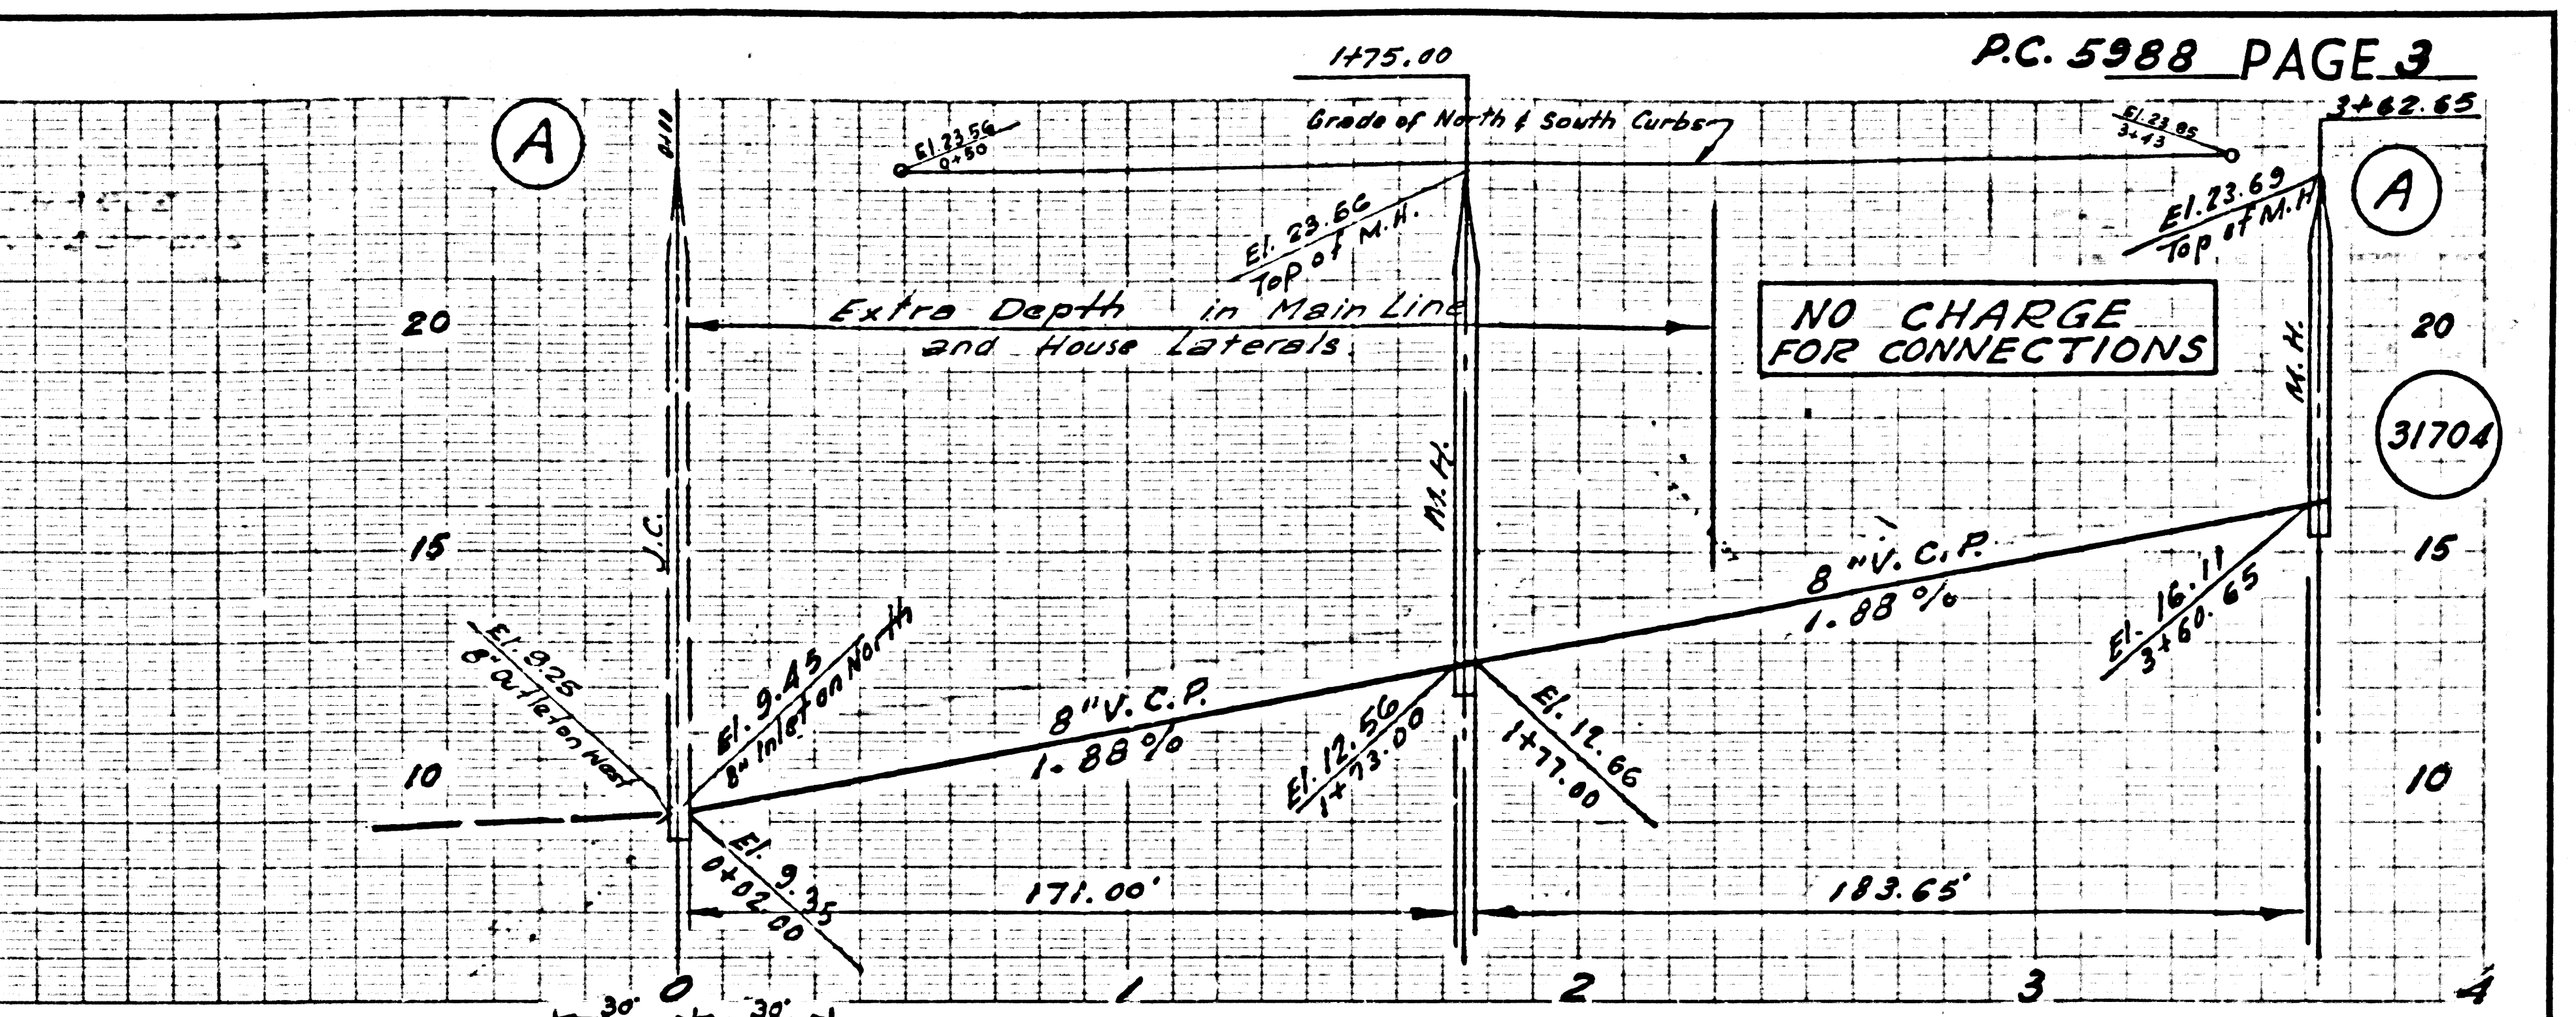 P.C. 5988 PAGE 3
1+75.00
3+62.65
0+00
A
El. 23.56
0+50
Grade of North & South Curbs
El. 23.85
3+43
A
El. 23.66
Top of M.H.
El. 23.69
Top of M.H.
20
Extra Depth in Main Line
and House Laterals
NO CHARGE
FOR CONNECTIONS
M.H.
20
31704
J.C.
M.H.
15
8" V.C.P.
1.88%
15
El. 16.11
3+60.65
El. 9.25
8" Outlet on West
El. 9.45
8" Inlet on North
10
8" V.C.P.
1.88%
El. 12.56
1+73.00
El. 12.66
1+77.00
10
El. 9.35
0+02.00
171.00'
183.65'
0 1 2 3 4
30' 30'